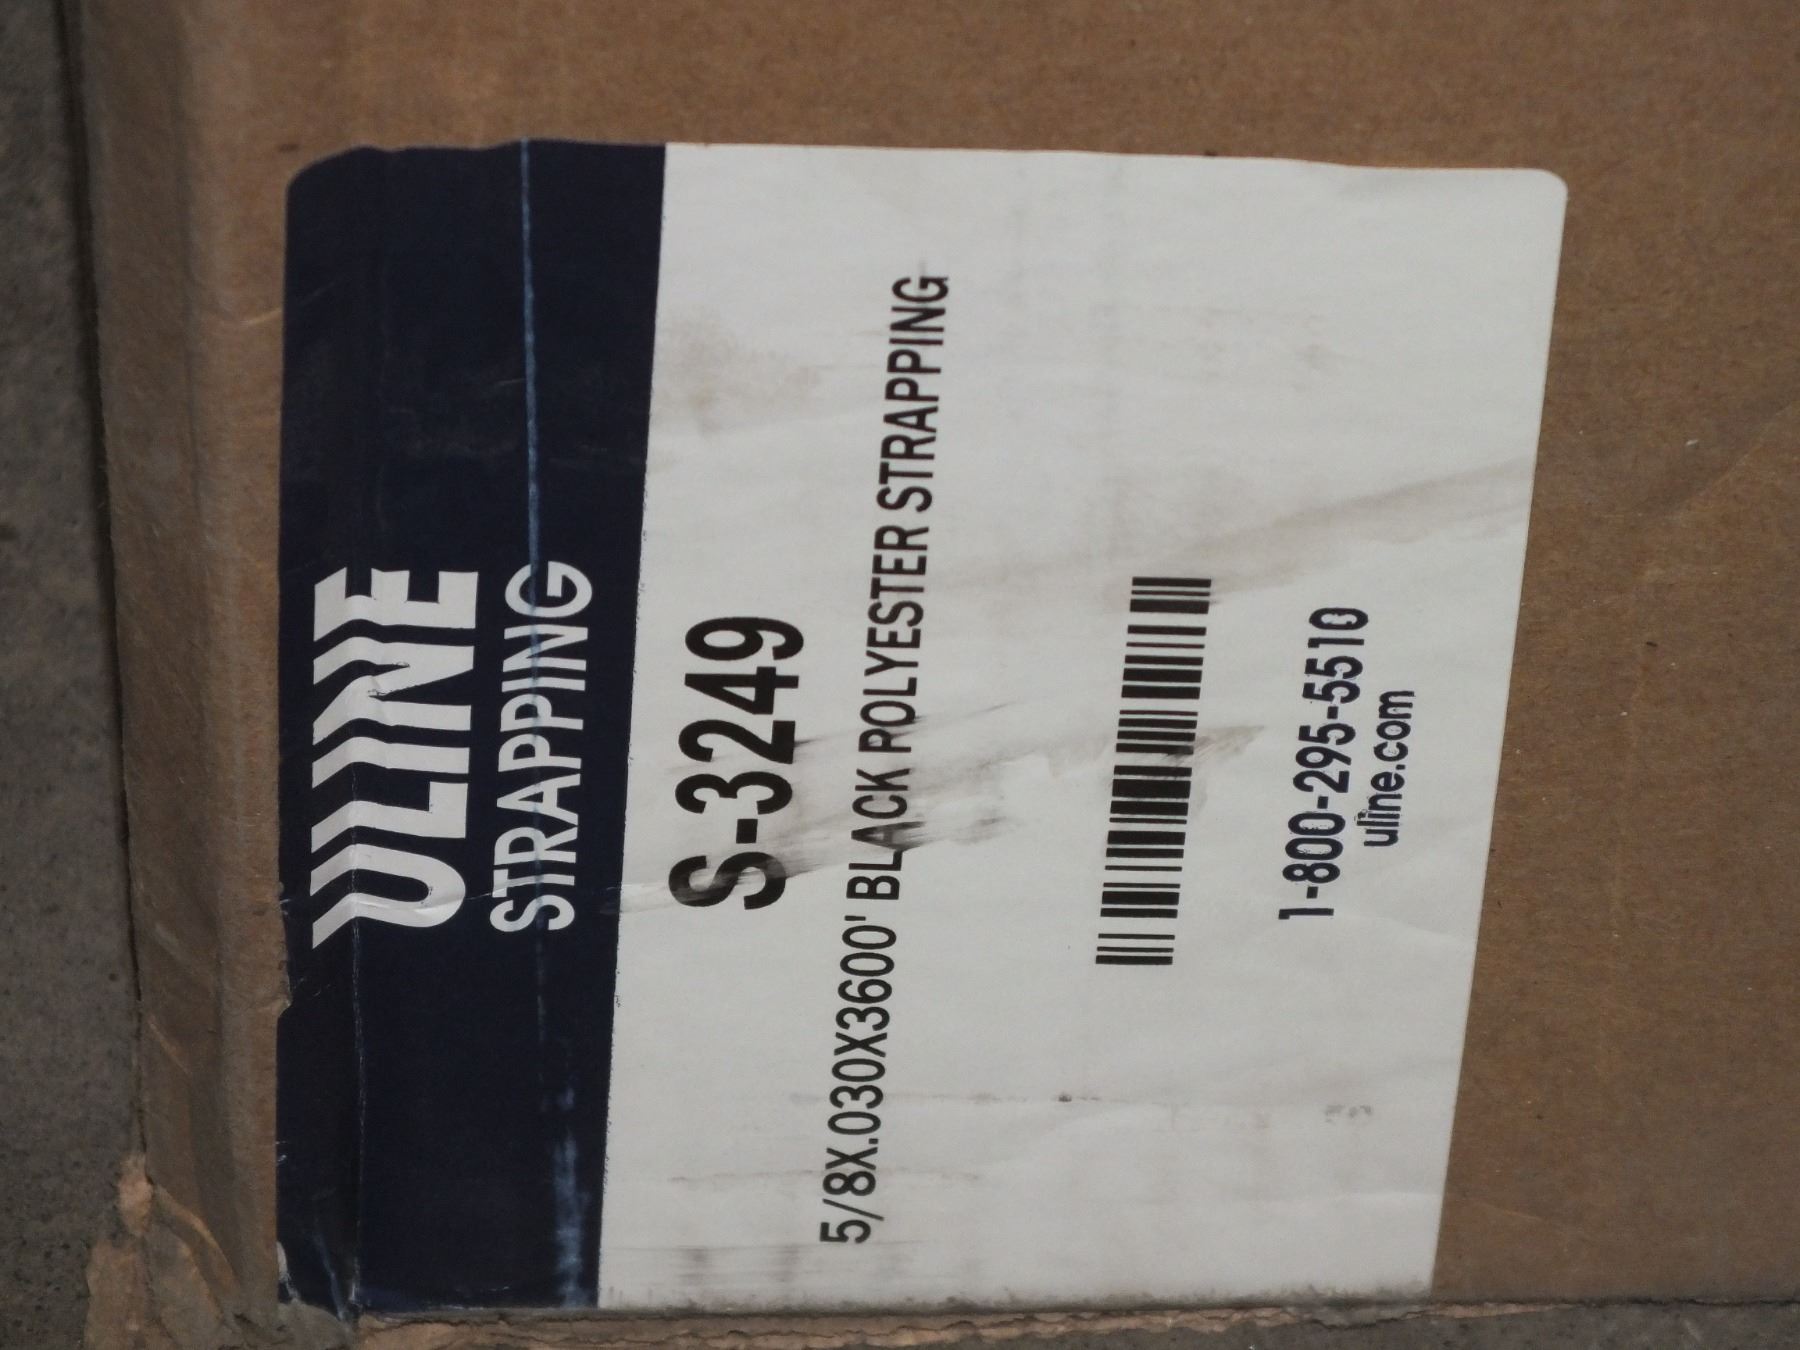 ULINE
STRAPPING
S-3249
5/8X.030X3600' BLACK POLYESTER STRAPPING
1-800-295-5510
uline.com